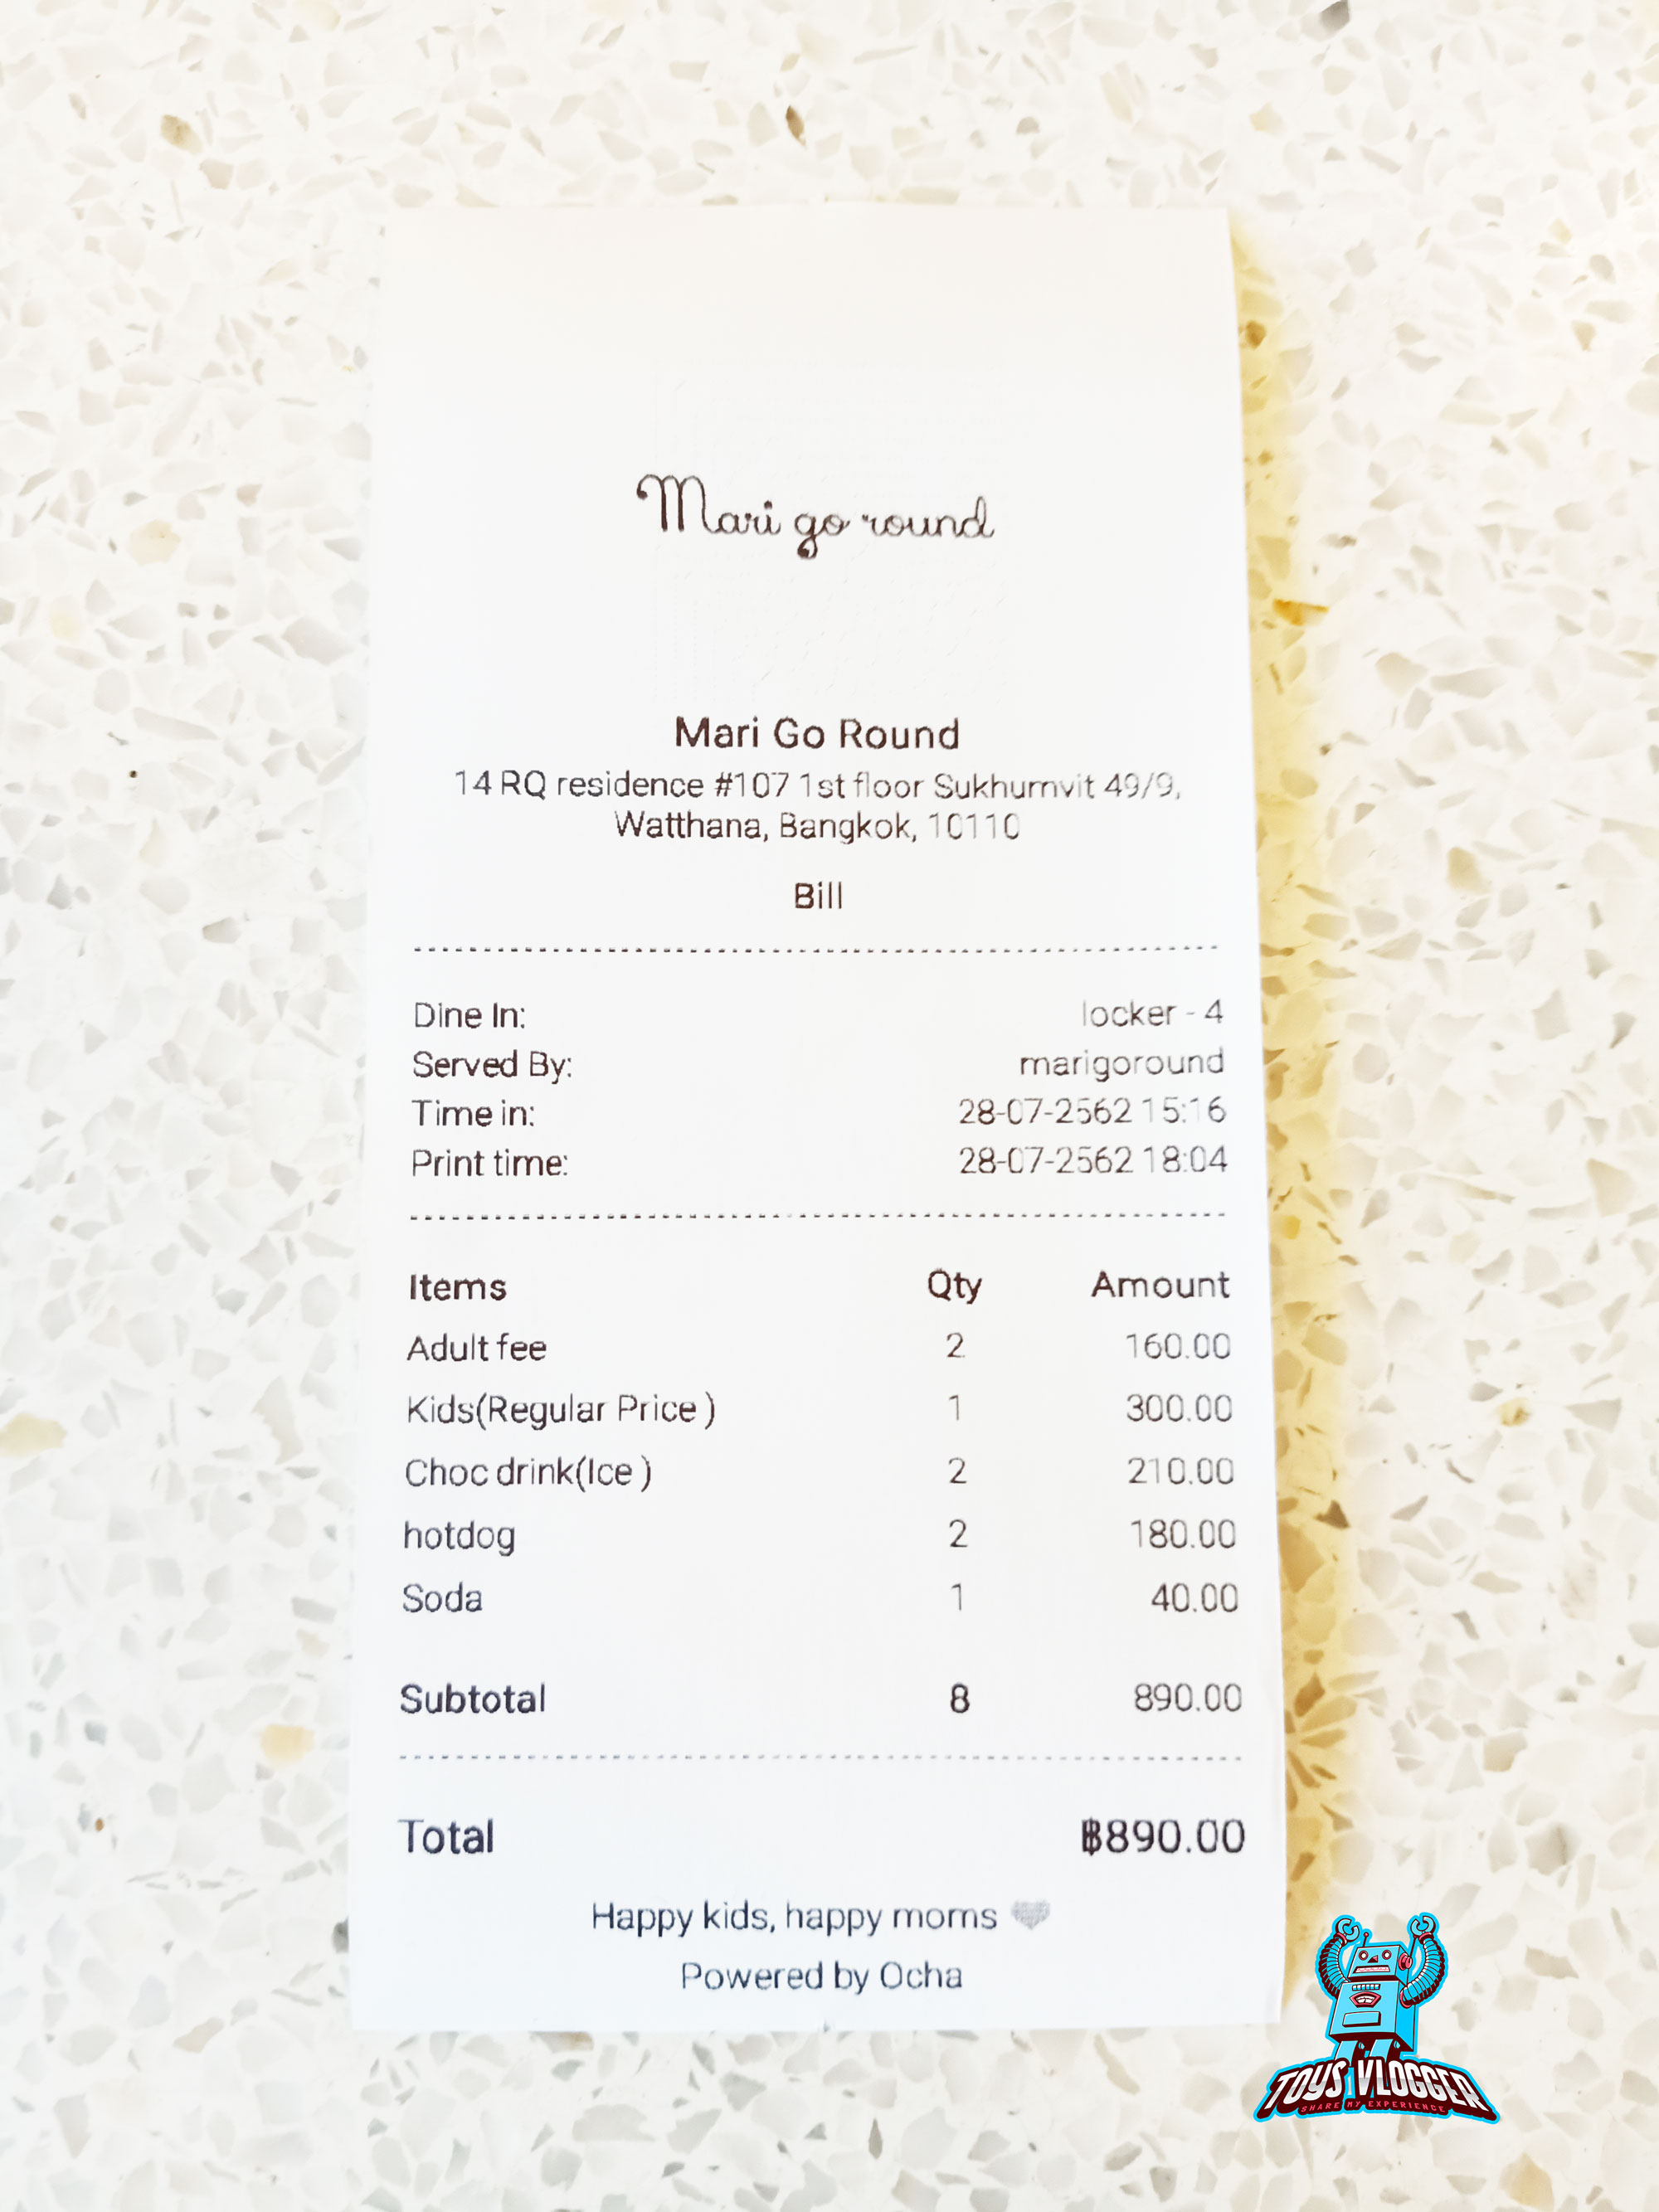 Mari go round
Mari Go Round
14 RQ residence #107 1st floor Sukhumvit 49/9,
Watthana, Bangkok, 10110
Bill
Dine In: locker - 4
Served By: marigoround
Time in: 28-07-2562 15:16
Print time: 28-07-2562 18:04
Items Qty Amount
Adult fee 2 160.00
Kids(Regular Price ) 1 300.00
Choc drink(Ice ) 2 210.00
hotdog 2 180.00
Soda 1 40.00
Subtotal 8 890.00
Total ฿890.00
Happy kids, happy moms
Powered by Ocha
TOYS VLOGGER
SHARE MY EXPERIENCE